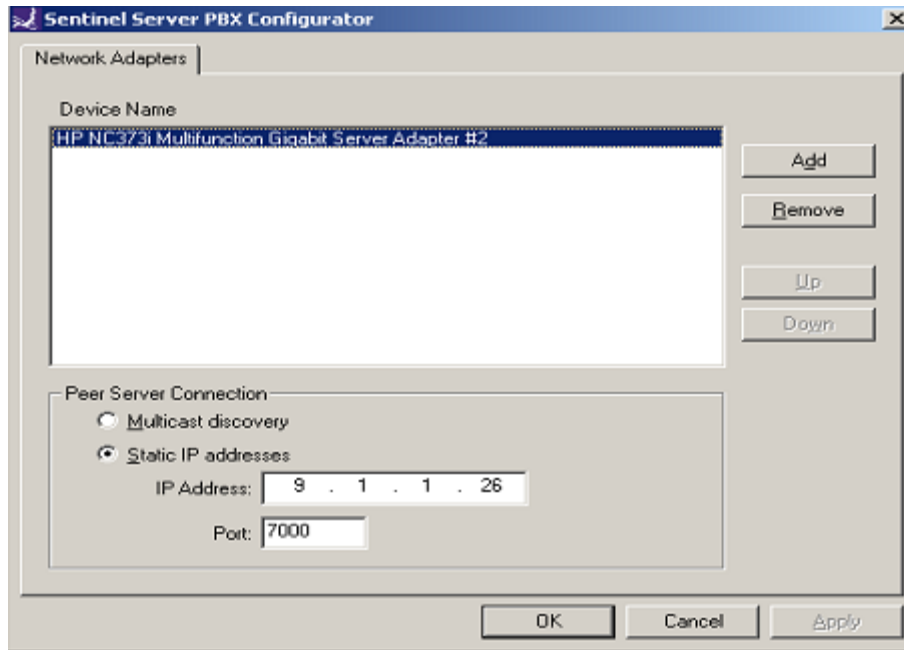 Sentinel Server PBX Configurator
Network Adapters
Device Name
HP NC373i Multifunction Gigabit Server Adapter #2
Add
Remove
Up
Down
Peer Server Connection
Multicast discovery
Static IP addresses
IP Address: 9 . 1 . 1 . 26
Port: 7000
OK Cancel Apply